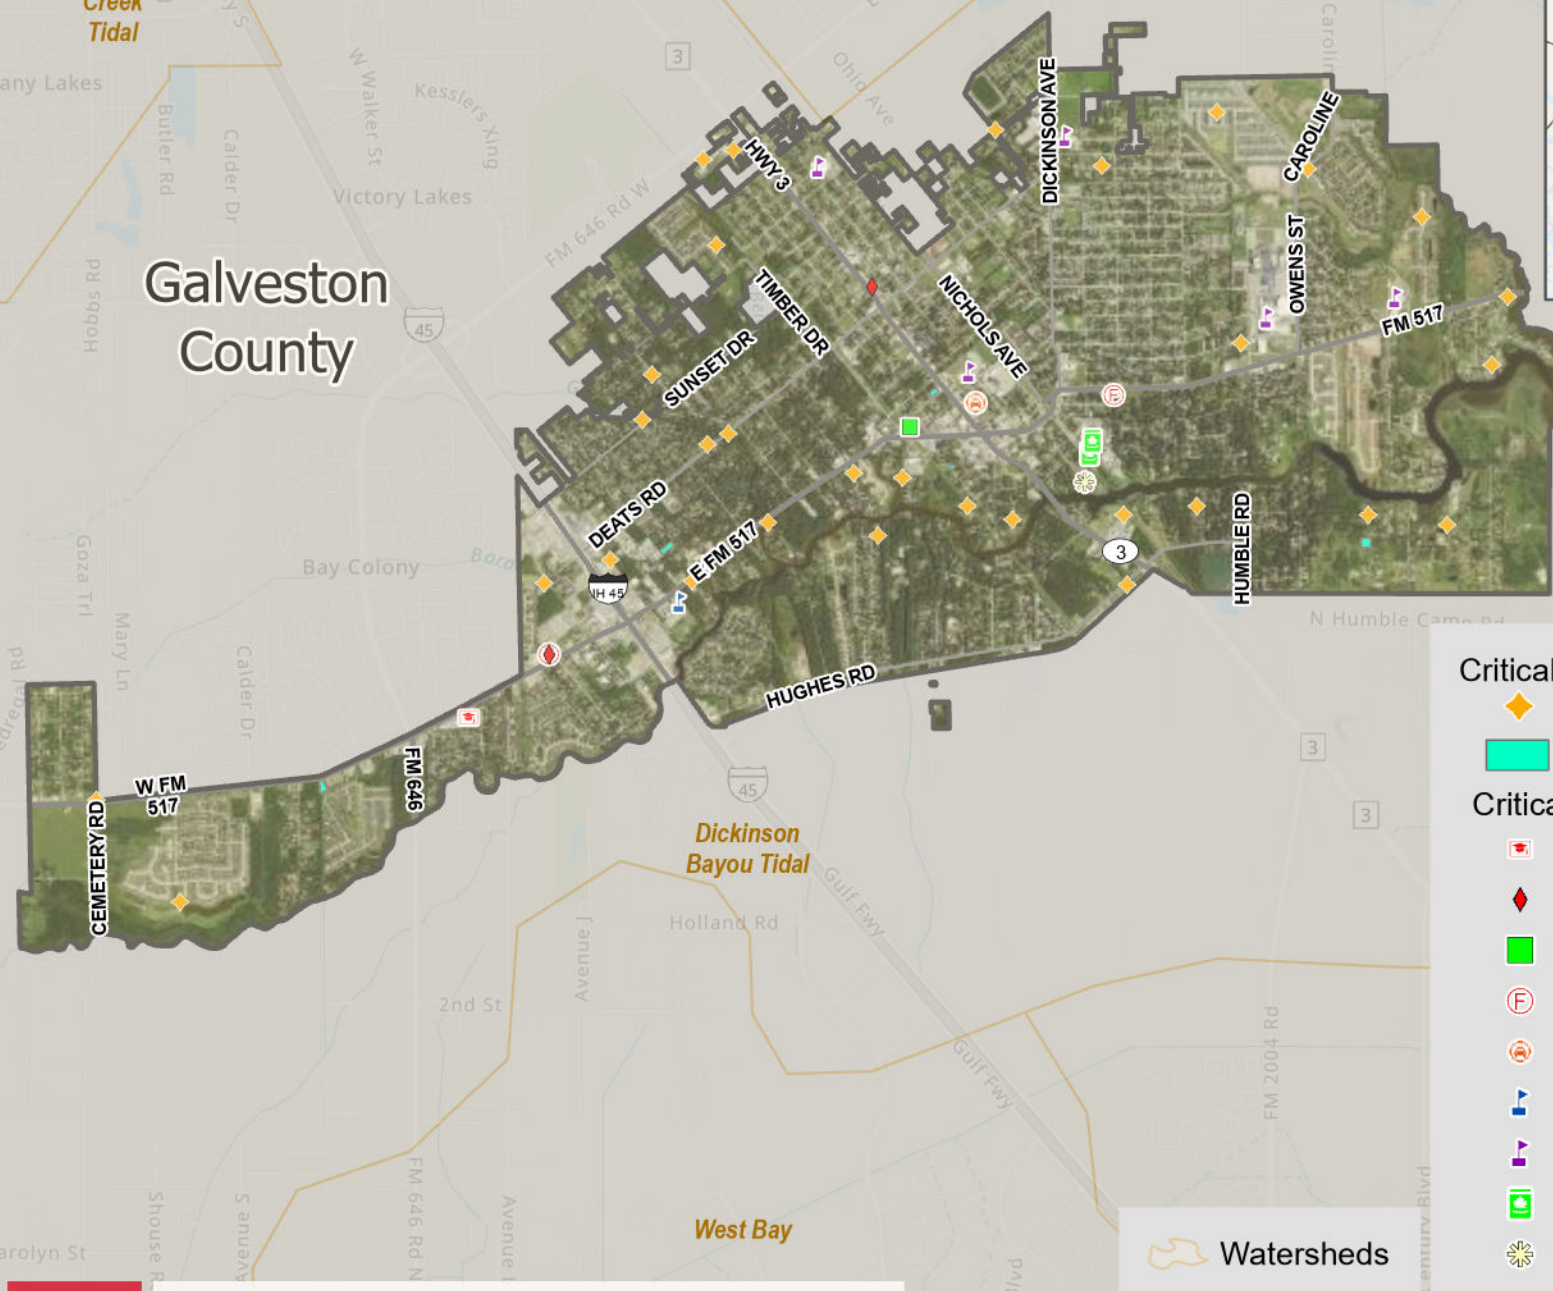 Creek
Tidal
any Lakes
Butler Rd
Calder Dr
W Walker St
Kesslers Xing
Victory Lakes
FM 646 Rd W
Hobbs Rd
3
Ohio Ave
Galveston
County
45
HWY 3
DICKINSON AVE
CAROLINE
OWENS ST
TIMBER DR
NICHOLS AVE
SUNSET DR
FM 517
DEATS RD
E FM 517
IH 45
3
HUMBLE RD
N Humble Camp Rd
HUGHES RD
Goza Trl
Bay Colony
Mary Ln
Calder Dr
W FM
517
FM 646
CEMETERY RD
45
3
3
Dickinson
Bayou Tidal
Gulf Fwy
Holland Rd
Avenue J
2nd St
Gulf Fwy
FM 2004 Rd
West Bay
FM 646 Rd N
Avenue
arolyn St
Critical
Critica
F
F
Watersheds